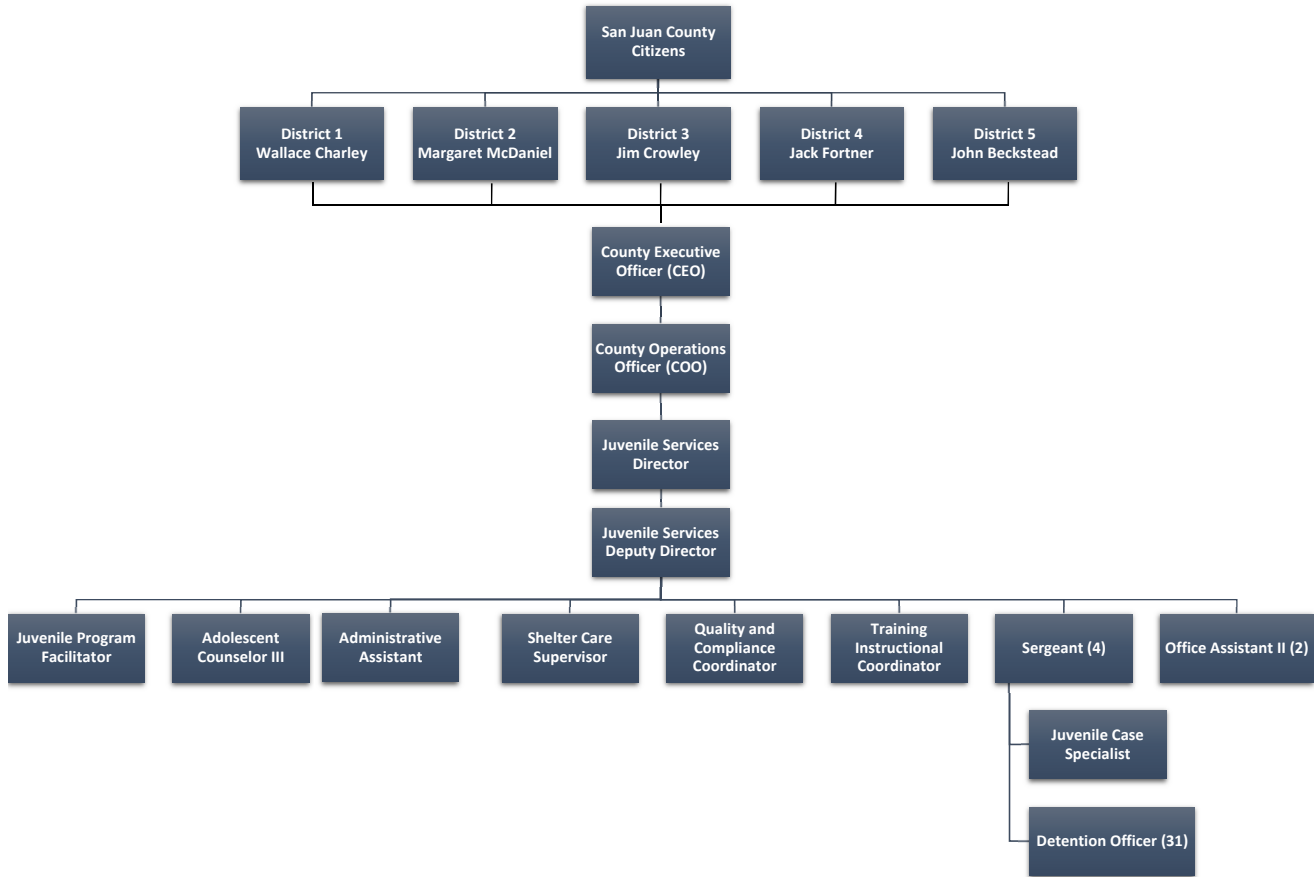 San Juan County
Citizens
District 1
Wallace Charley
District 2
Margaret McDaniel
District 3
Jim Crowley
District 4
Jack Fortner
District 5
John Beckstead
County Executive
Officer (CEO)
County Operations
Officer (COO)
Juvenile Services
Director
Juvenile Services
Deputy Director
Juvenile Program
Facilitator
Adolescent
Counselor III
Administrative
Assistant
Shelter Care
Supervisor
Quality and
Compliance
Coordinator
Training
Instructional
Coordinator
Sergeant (4)
Office Assistant II (2)
Juvenile Case
Specialist
Detention Officer (31)